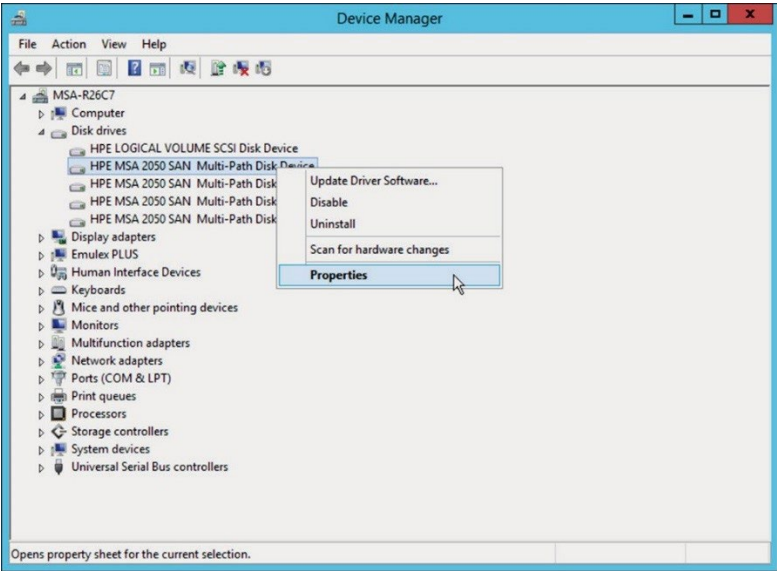 Device Manager
File Action View Help
MSA-R26C7
Computer
Disk drives
HPE LOGICAL VOLUME SCSI Disk Device
HPE MSA 2050 SAN Multi-Path Disk Device
HPE MSA 2050 SAN Multi-Path Disk
HPE MSA 2050 SAN Multi-Path Disk
HPE MSA 2050 SAN Multi-Path Disk
Update Driver Software...
Disable
Uninstall
Scan for hardware changes
Properties
Display adapters
Emulex PLUS
Human Interface Devices
Keyboards
Mice and other pointing devices
Monitors
Multifunction adapters
Network adapters
Ports (COM & LPT)
Print queues
Processors
Storage controllers
System devices
Universal Serial Bus controllers
Opens property sheet for the current selection.